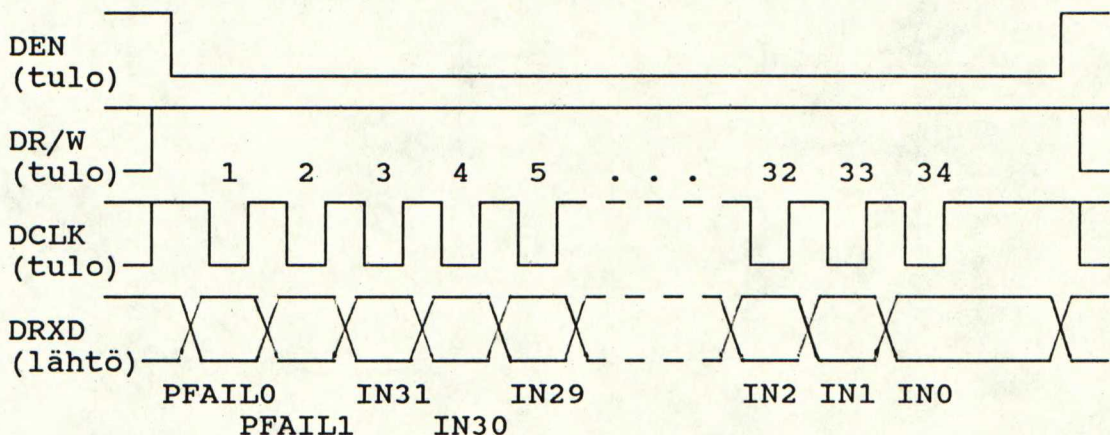 DEN
(tulo)
DR/W
(tulo)
1 2 3 4 5 . . . 32 33 34
DCLK
(tulo)
DRXD
(lähtö)
PFAIL0 IN31 IN29 IN2 IN1 IN0
PFAIL1 IN30